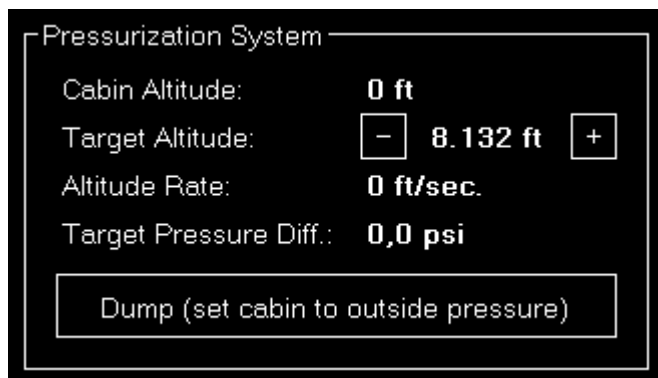 Pressurization System
Cabin Altitude: 0 ft
Target Altitude: - 8.132 ft +
Altitude Rate: 0 ft/sec.
Target Pressure Diff.: 0,0 psi
Dump (set cabin to outside pressure)